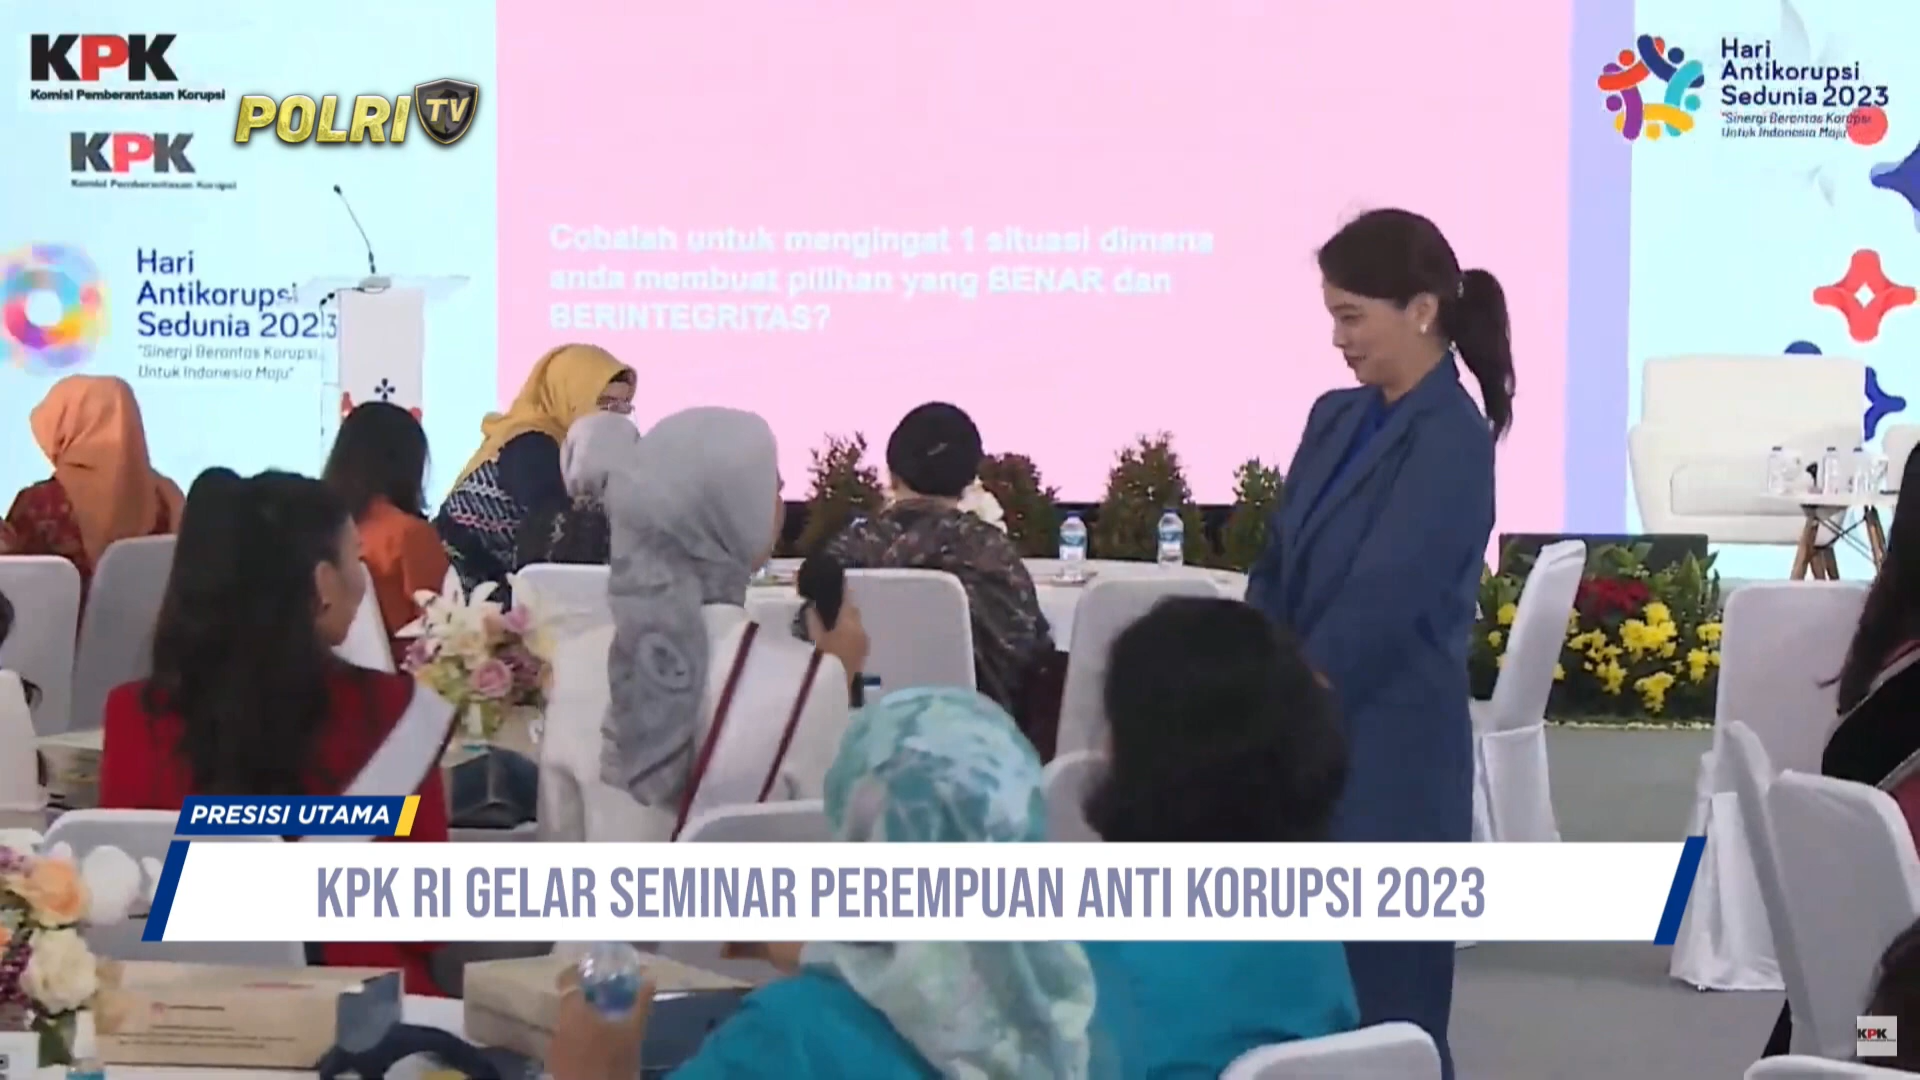 KPK
Komisi Pemberantasan Korupsi
POLRI TV
KPK
Komisi Pemberantasan Korupsi
Hari
Antikorupsi
Sedunia 2023
"Sinergi Berantas Korupsi
Untuk Indonesia Maju"
Cobalah untuk mengingat 1 situasi dimana
anda membuat pilihan yang BENAR dan
BERINTEGRITAS?
Hari
Antikorupsi
Sedunia 2023
"Sinergi Berantas Korupsi
Untuk Indonesia Maju"
PRESISI UTAMA
KPK RI GELAR SEMINAR PEREMPUAN ANTI KORUPSI 2023
KPK